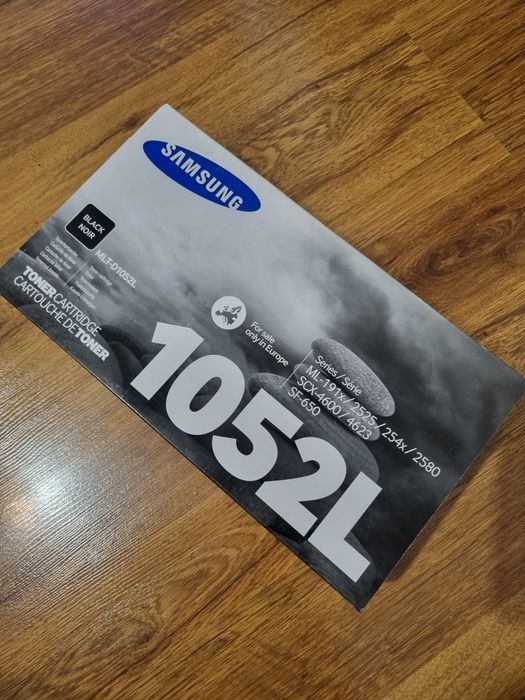 SAMSUNG
BLACK
NOIR
MLT-D1052L
TONER CARTRIDGE
CARTOUCHE DE TONER
For sale
only in Europe
Series / Série
ML-191x / 2525 / 254x / 2580
SCX-4600 / 4623
SF-650
1052L